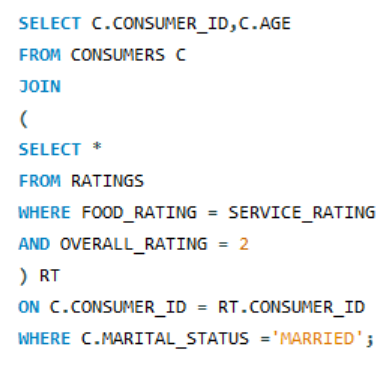 SELECT C.CONSUMER_ID,C.AGE
FROM CONSUMERS C
JOIN
(
SELECT *
FROM RATINGS
WHERE FOOD_RATING = SERVICE_RATING
AND OVERALL_RATING = 2
) RT
ON C.CONSUMER_ID = RT.CONSUMER_ID
WHERE C.MARITAL_STATUS ='MARRIED';